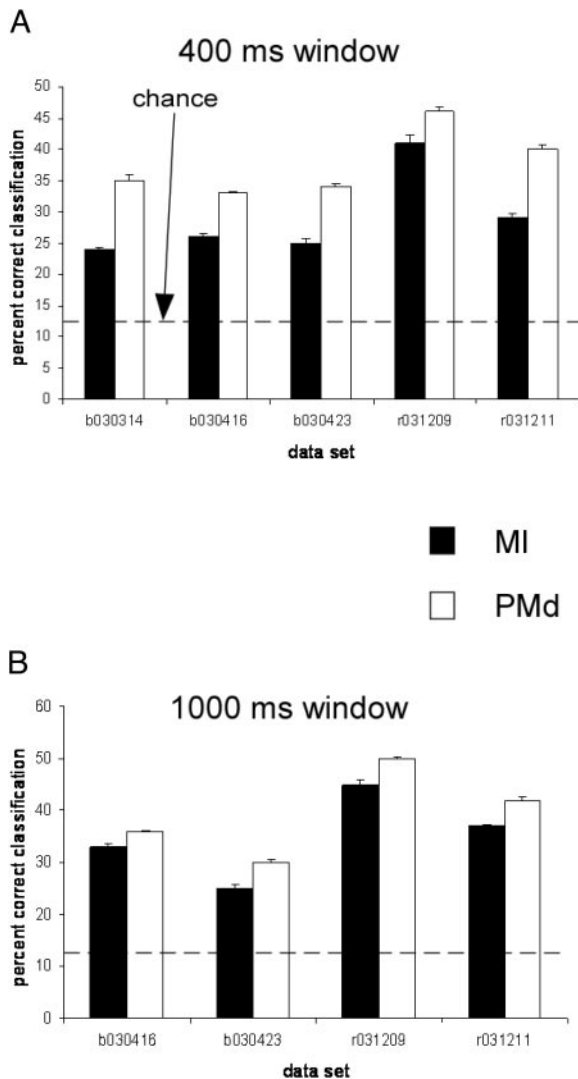 A
400 ms window
chance
percent correct classification
50
45
40
35
30
25
20
15
10
5
0
b030314 b030416 b030423 r031209 r031211
data set
MI
PMd
B
1000 ms window
percent correct classification
60
50
40
30
20
10
0
b030416 b030423 r031209 r031211
data set